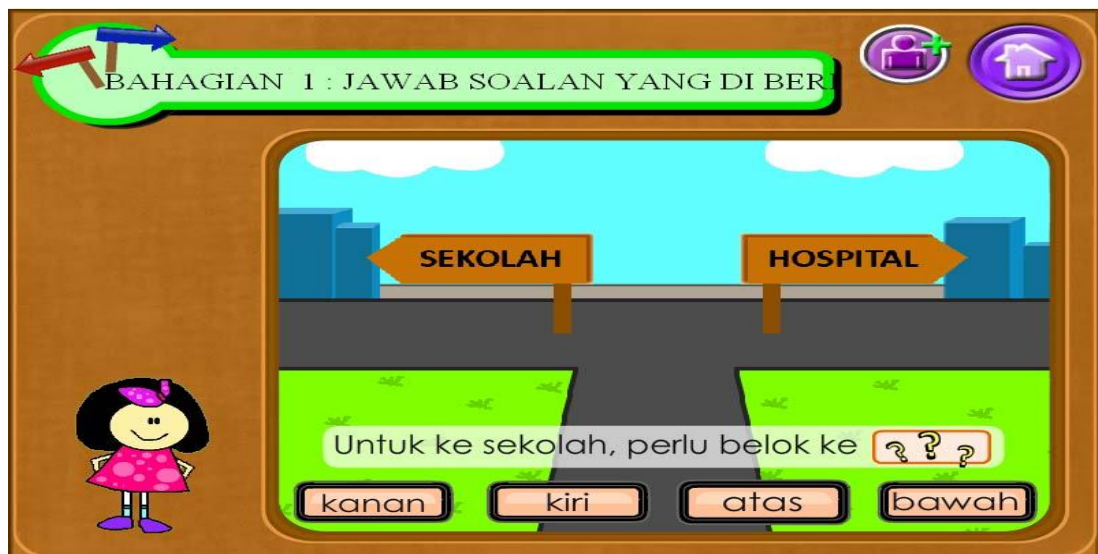 BAHAGIAN 1 : JAWAB SOALAN YANG DI BERI
SEKOLAH
HOSPITAL
Untuk ke sekolah, perlu belok ke ? ? ?
kanan
kiri
atas
bawah